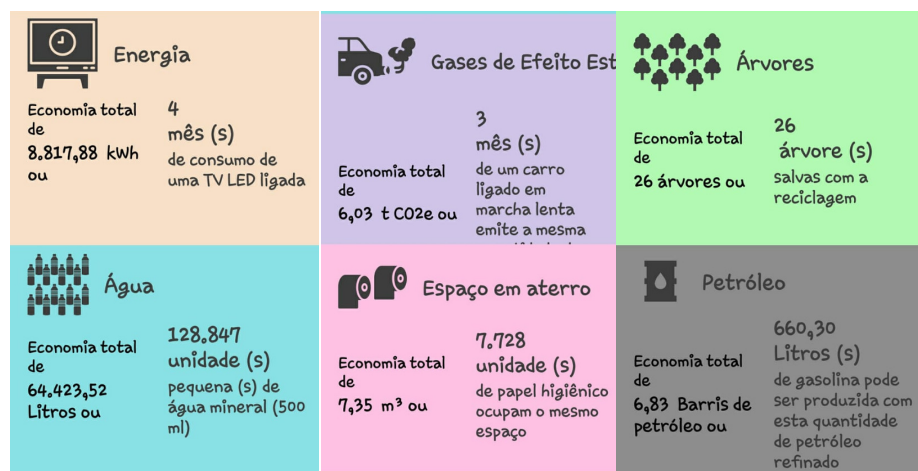 Energia
Economia total
de
8.817,88 kWh
ou
4
mês (s)
de consumo de
uma TV LED ligada
Gases de Efeito Est
Economia total
de
6,03 t CO2e ou
3
mês (s)
de um carro
ligado em
marcha lenta
emite a mesma
Árvores
Economia total
de
26 árvores ou
26
árvore (s)
salvas com a
reciclagem
Água
Economia total
de
64.423,52
Litros ou
128.847
unidade (s)
pequena (s) de
água mineral (500
ml)
Espaço em aterro
Economia total
de
7,35 m³ ou
7.728
unidade (s)
de papel higiênico
ocupam o mesmo
espaço
Petróleo
Economia total
de
6,83 Barris de
petróleo ou
660,30
Litros (s)
de gasolina pode
ser produzida com
esta quantidade
de petróleo
refinado